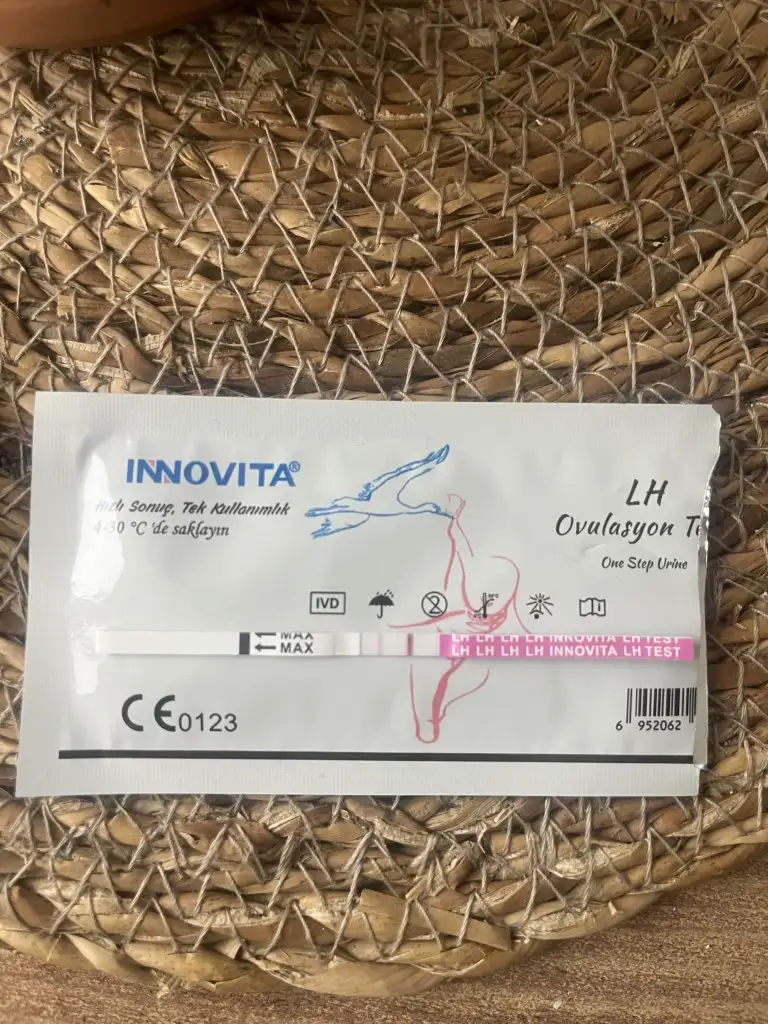 INNOVITA®
Hızlı Sonuç, Tek Kullanımlık
4-30 °C 'de saklayın
LH
Ovulasyon Te
One Step Urine
IVD
MAX
MAX
LH LH LH LH INNOVITA LH TEST
LH LH LH LH INNOVITA LH TEST
CE0123
6 952062